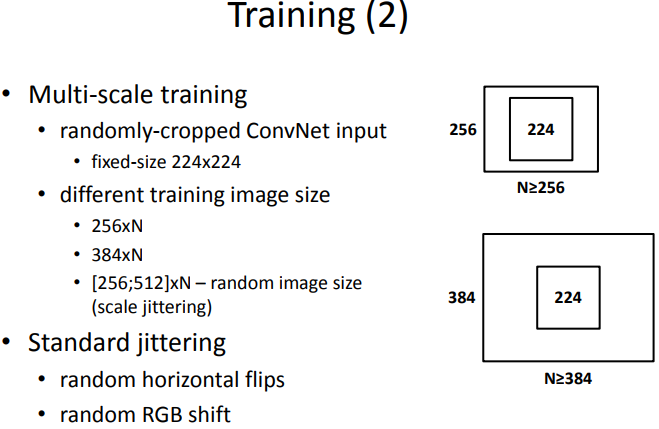 Training (2)
• Multi-scale training
• randomly-cropped ConvNet input
• fixed-size 224x224
• different training image size
• 256xN
• 384xN
• [256;512]xN – random image size
(scale jittering)
• Standard jittering
• random horizontal flips
• random RGB shift
256
224
N≥256
384
224
N≥384